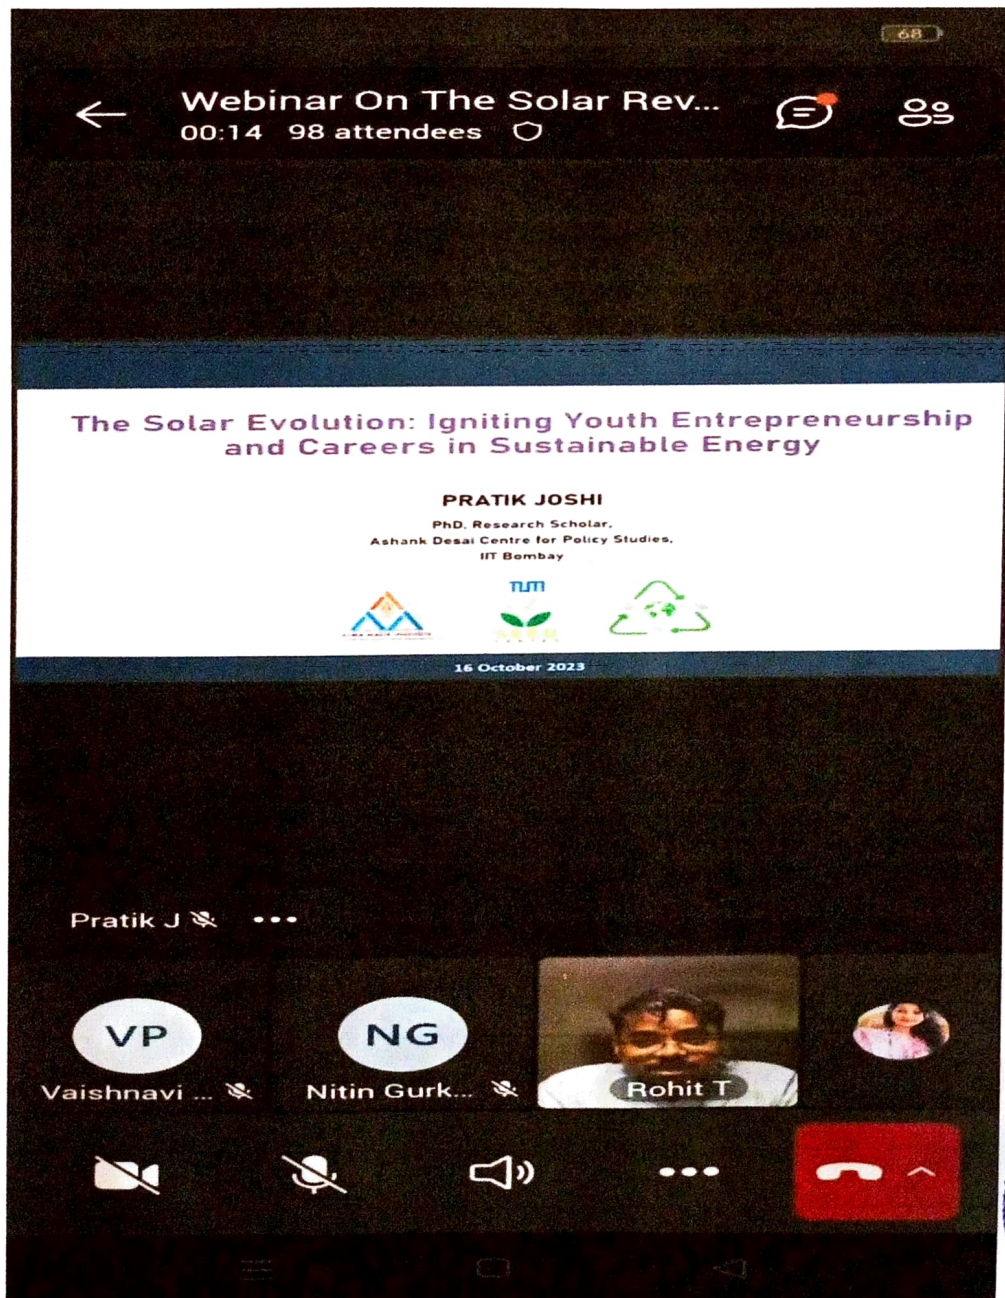 68
Webinar On The Solar Rev...
00:14 98 attendees
The Solar Evolution: Igniting Youth Entrepreneurship
and Careers in Sustainable Energy
PRATIK JOSHI
PhD, Research Scholar,
Ashank Desai Centre for Policy Studies,
IIT Bombay
TUM
16 October 2023
Pratik J
VP
NG
Vaishnavi ...
Nitin Gurk...
Rohit T